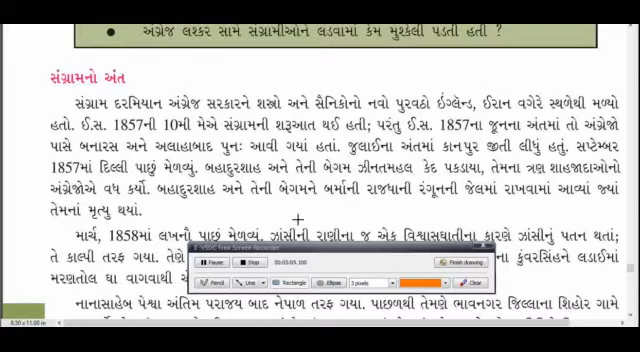 ● અંગ્રેજ લશ્કર સામે સંગ્રામીઓને લડવામાં કેમ મુશ્કેલી પડતી હતી ?
સંગ્રામનો અંત
સંગ્રામ દરમિયાન અંગ્રેજ સરકારને શસ્ત્રો અને સૈનિકોનો નવો પુરવઠો ઇંગ્લૅન્ડ, ઈરાન વગેરે સ્થળેથી મળ્યો
હતો. ઈ.સ. 1857ની 10મી મેએ સંગ્રામની શરૂઆત થઈ હતી; પરંતુ ઈ.સ. 1857ના જૂનના અંતમાં તો અંગ્રેજો
પાસે બનારસ અને અલાહાબાદ પુનઃ આવી ગયાં હતાં. જુલાઈના અંતમાં કાનપુર જીતી લીધું હતું. સપ્ટેમ્બર
1857માં દિલ્લી પાછું મેળવ્યું. બહાદુરશાહ અને તેની બેગમ ઝીનતમહલ કેદ પકડાયા, તેમના ત્રણ શાહજાદાઓનો
અંગ્રેજોએ વધ કર્યો. બહાદુરશાહ અને તેની બેગમને બર્માની રાજધાની રંગૂનની જેલમાં રાખવામાં આવ્યાં જ્યાં
તેમનાં મૃત્યુ થયાં.
માર્ચ, 1858માં લખનૌ પાછું મેળવ્યું. ઝાંસીની રાણીના જ એક વિશ્વાસઘાતીના કારણે ઝાંસીનું પતન થતાં;
VSDC Free Screen Recorder
તે કાલ્પી તરફ ગયા. તેણે
Pause Stop 00:05:05.100 Finish drawing
ના કુંવરસિંહને લડાઈમાં
મરણતોલ ઘા વાગવાથી
Pencil Line Rectangle Ellipse 3 pixels Clear
નાનાસાહેબ પેશ્વા અંતિમ પરાજય બાદ નેપાળ તરફ ગયા. પાછળથી તેમણે ભાવનગર જિલ્લાના શિહોર ગામે
8.50 x 11.00 in